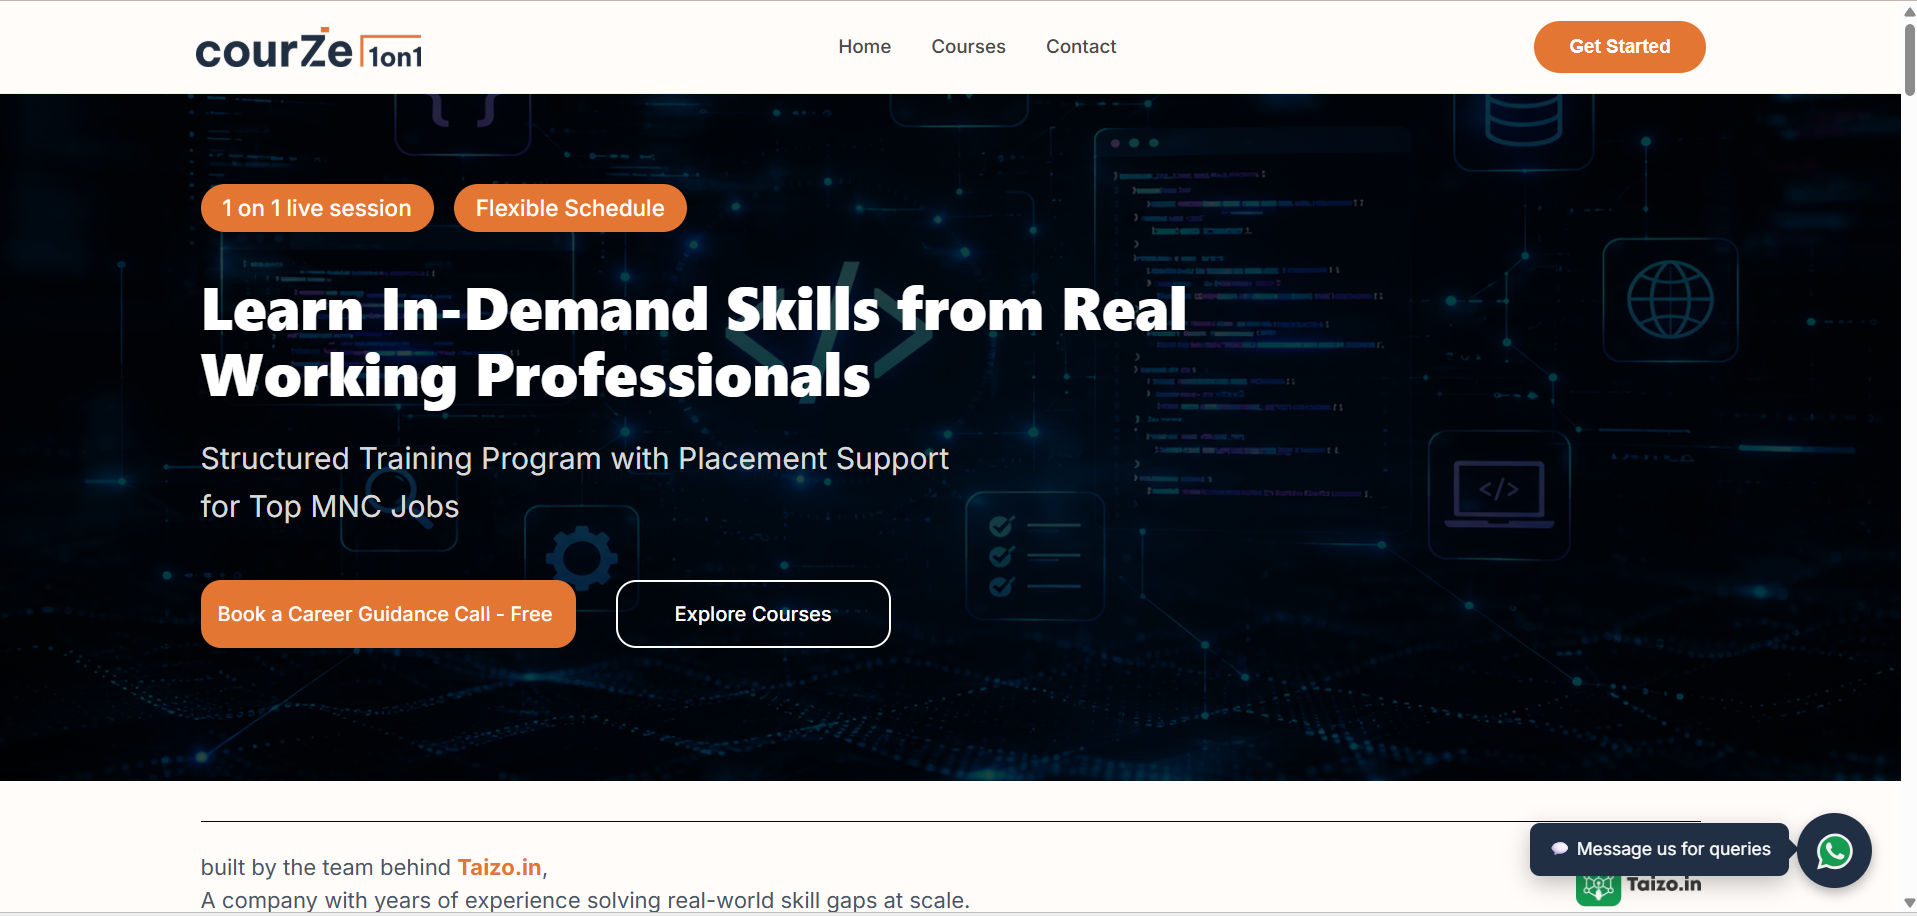 courZe 1on1
Home
Courses
Contact
Get Started
1 on 1 live session
Flexible Schedule
Learn In-Demand Skills from Real
Working Professionals
Structured Training Program with Placement Support
for Top MNC Jobs
Book a Career Guidance Call - Free
Explore Courses
built by the team behind Taizo.in,
A company with years of experience solving real-world skill gaps at scale.
Message us for queries
Taizo.in